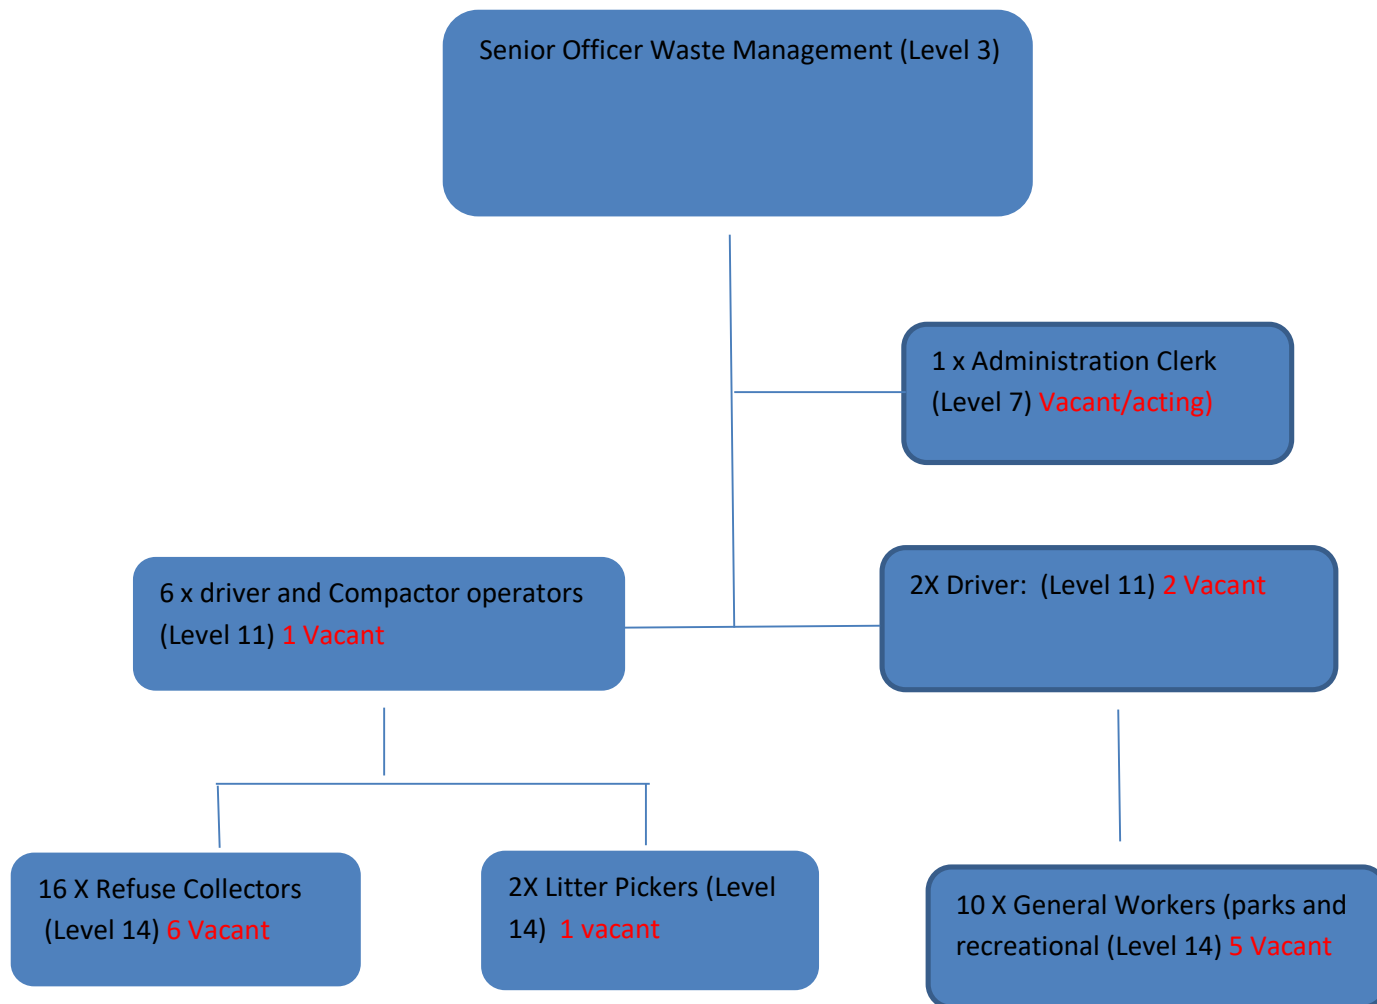 Senior Officer Waste Management (Level 3)
1 x Administration Clerk
(Level 7) Vacant/acting)
6 x driver and Compactor operators
(Level 11) 1 Vacant
2X Driver:  (Level 11) 2 Vacant
16 X Refuse Collectors
(Level 14) 6 Vacant
2X Litter Pickers (Level
14)  1 vacant
10 X General Workers (parks and
recreational (Level 14) 5 Vacant